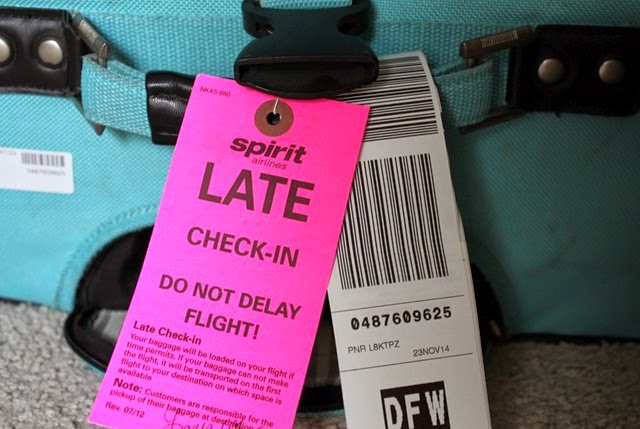 NKAS-050
spirit
airlines
LATE
CHECK-IN
DO NOT DELAY
FLIGHT!
Late Check-in
Your baggage will be loaded on your flight if
time permits. If your baggage can not make
the flight, it will be transported on the first
flight to your destination on which space is
available
Note: Customers are responsible for the
pickup of their baggage at
Rev. 07/12
0487609625
PNR L8KTPZ
23NOV14
DFW
0487609625